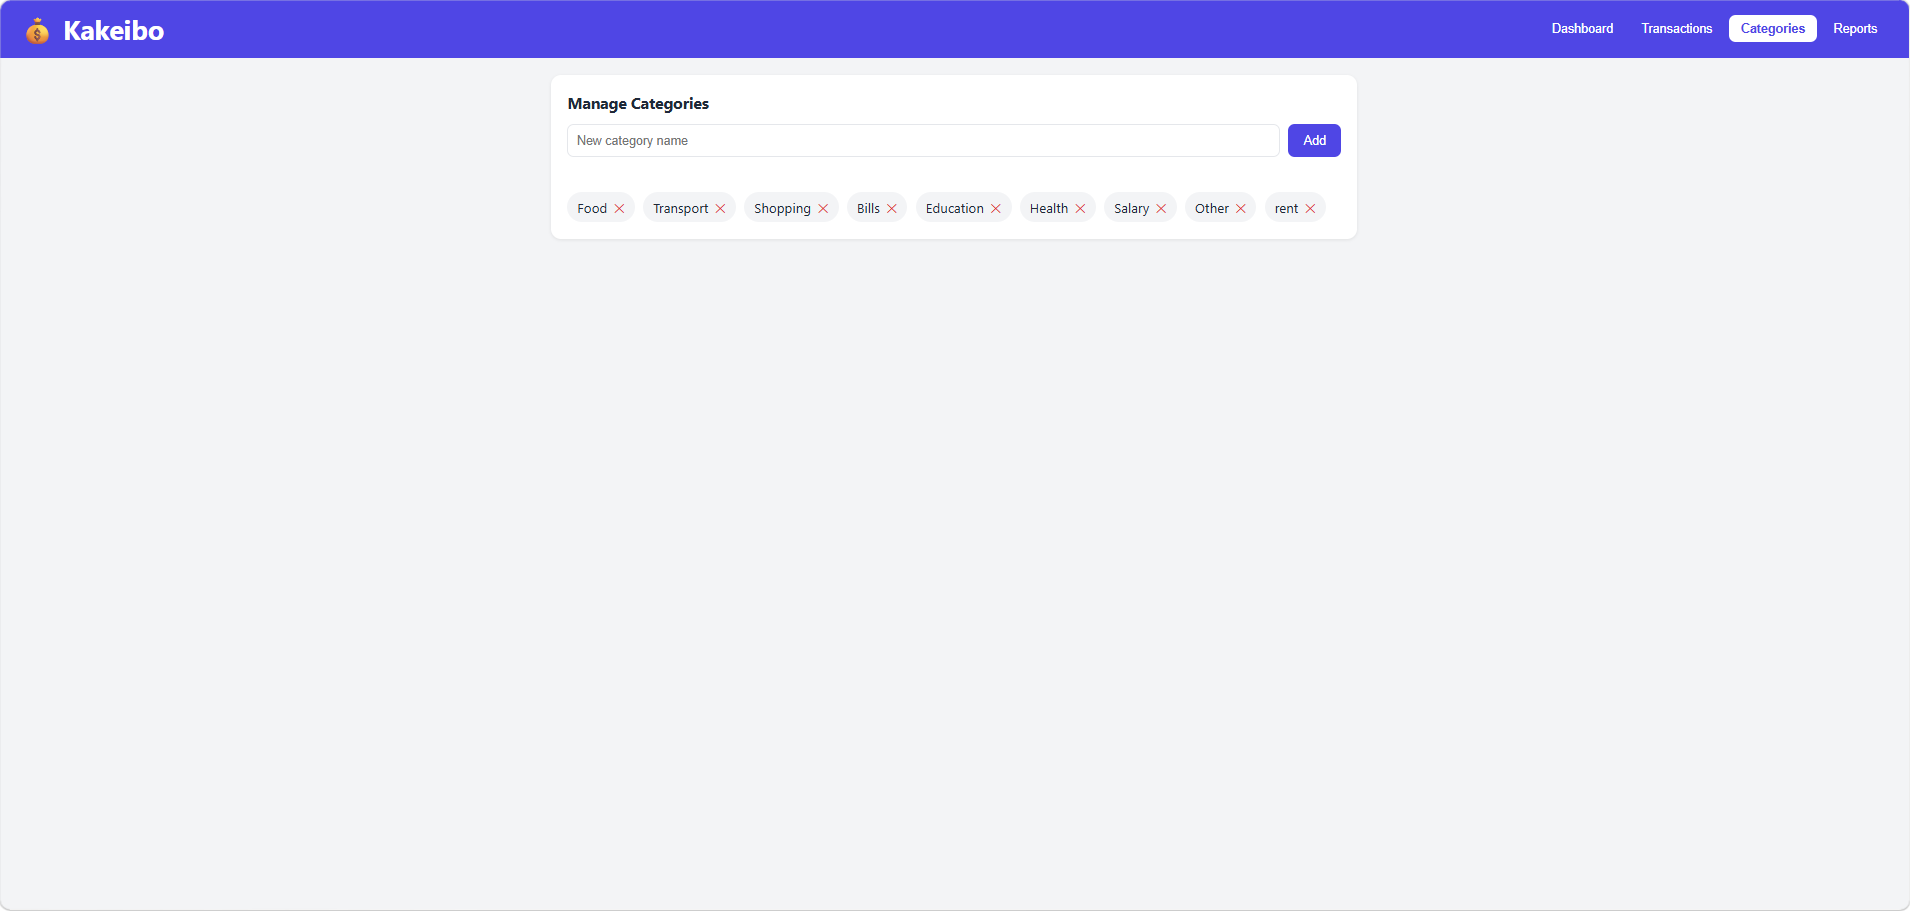 Kakeibo
Dashboard Transactions Categories Reports
Manage Categories
New category name Add
Food Transport Shopping Bills Education Health Salary Other rent